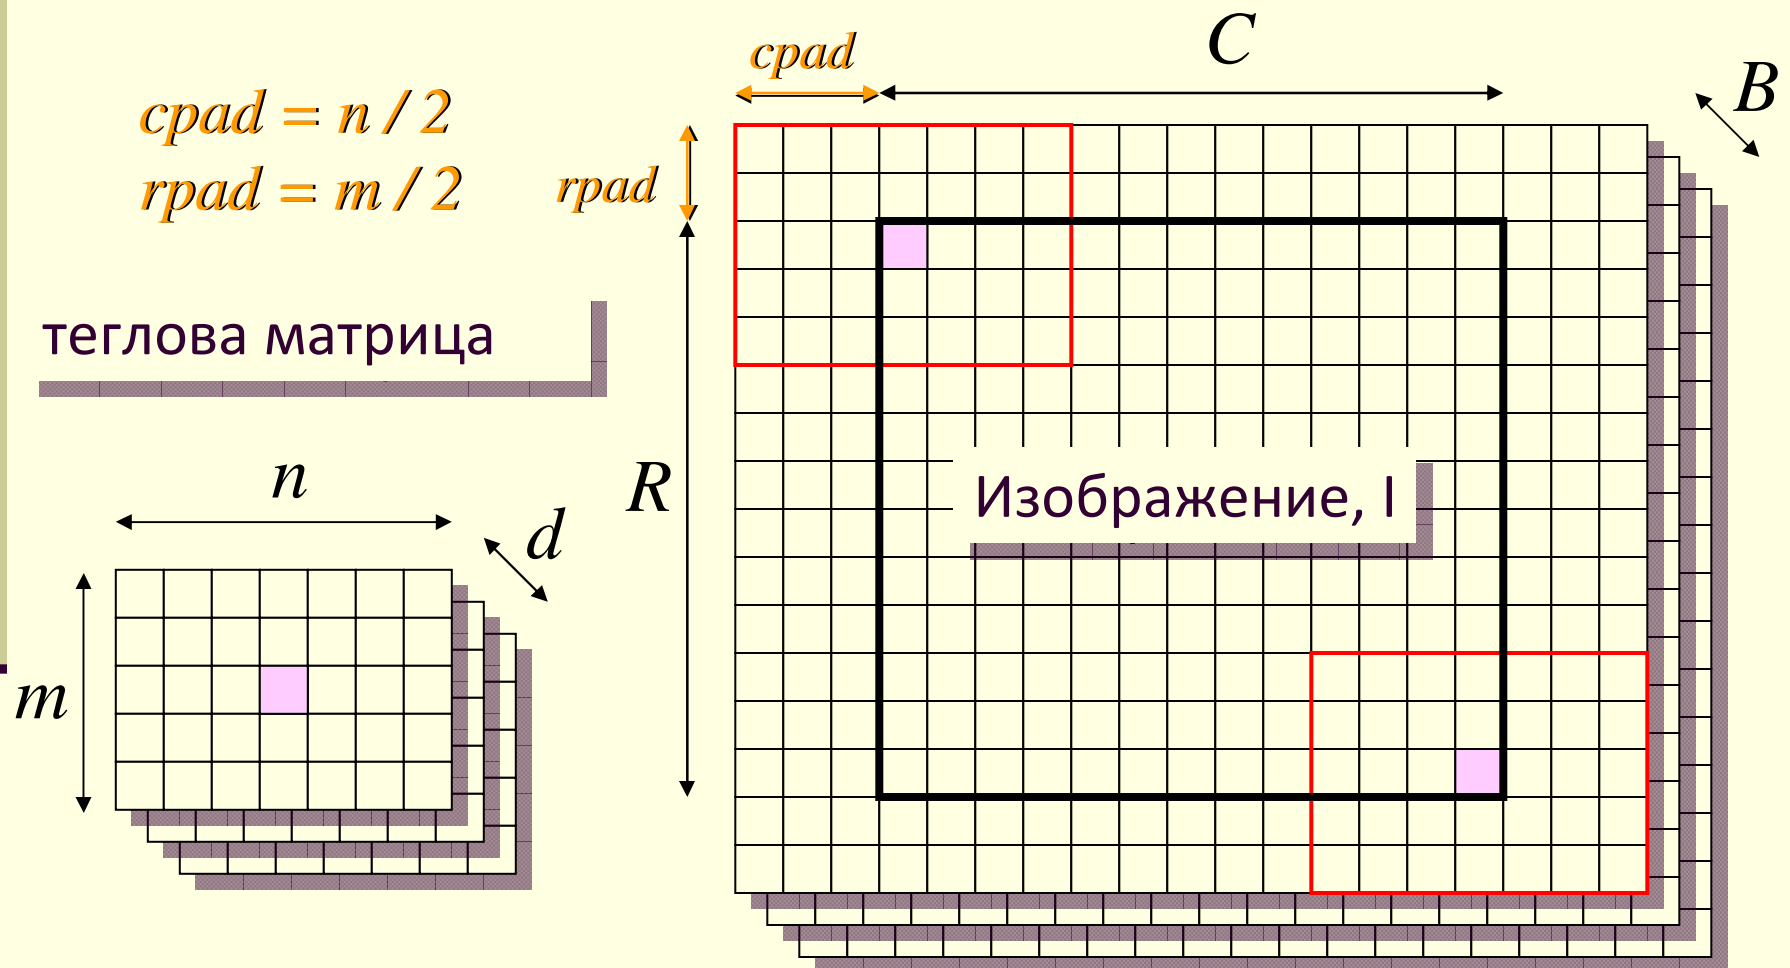 cpad = n / 2
rpad = m / 2
cpad
C
B
rpad
теглова матрица
R
Изображение, I
n
d
m